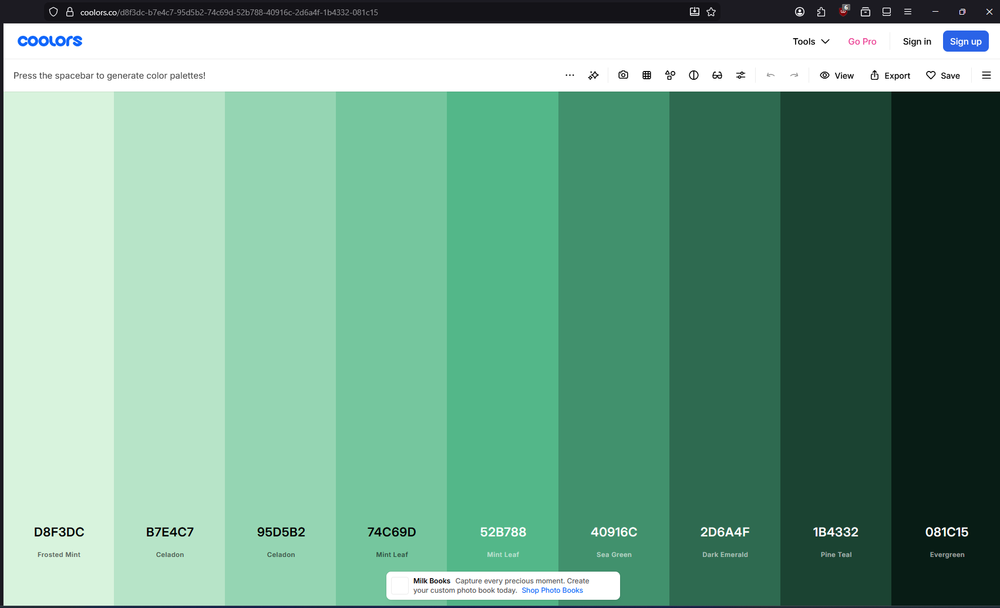 coolors.co/d8f3dc-b7e4c7-95d5b2-74c69d-52b788-40916c-2d6a4f-1b4332-081c15
6
coolors
Tools
Go Pro
Sign in
Sign up
Press the spacebar to generate color palettes!
View
Export
Save
D8F3DC
Frosted Mint
B7E4C7
Celadon
95D5B2
Celadon
74C69D
Mint Leaf
52B788
Mint Leaf
40916C
Sea Green
2D6A4F
Dark Emerald
1B4332
Pine Teal
081C15
Evergreen
Milk Books Capture every precious moment. Create
your custom photo book today. Shop Photo Books